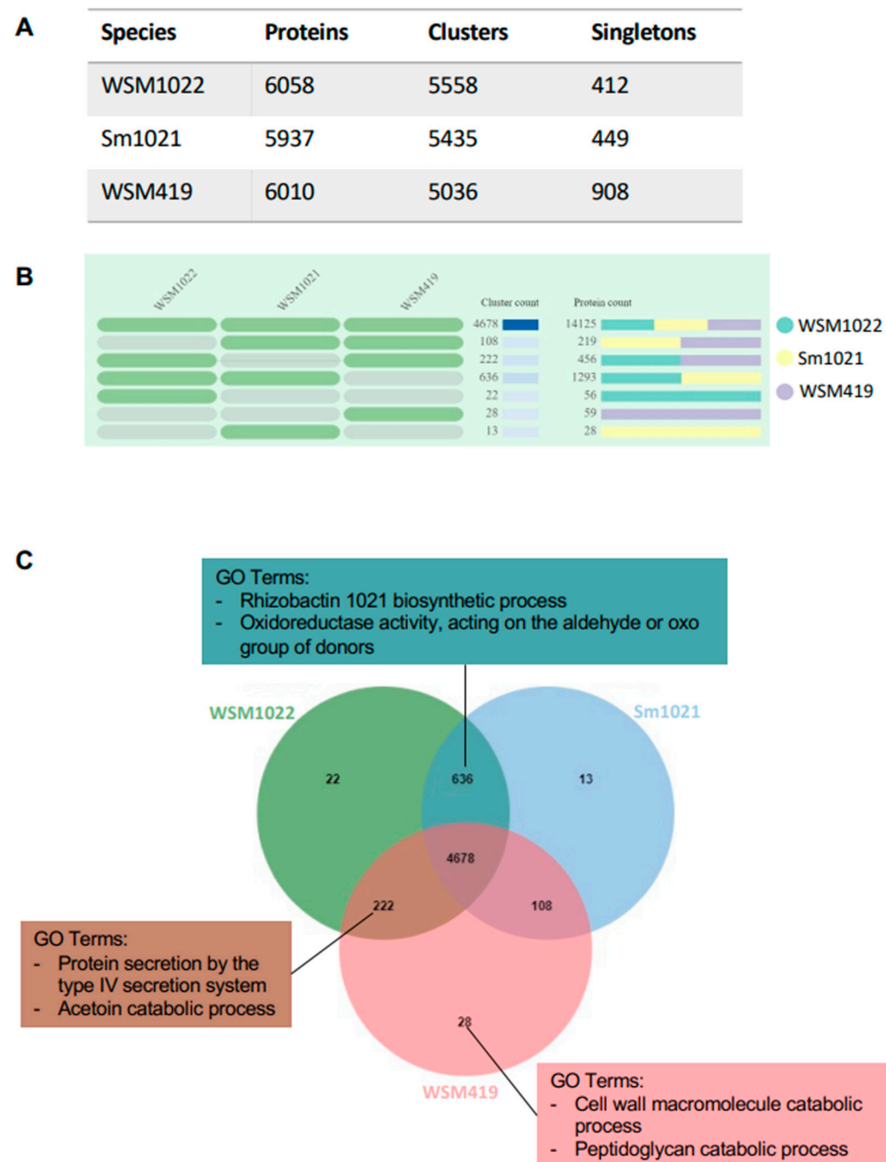 A
Species Proteins Clusters Singletons
WSM1022 6058 5558 412
Sm1021 5937 5435 449
WSM419 6010 5036 908
B
WSM1022 WSM1021 WSM419
Cluster count Protein count
4678 14125
108 219
222 456
636 1293
22 56
28 59
13 28
WSM1022
Sm1021
WSM419
C
GO Terms:
- Rhizobactin 1021 biosynthetic process
- Oxidoreductase activity, acting on the aldehyde or oxo
group of donors
WSM1022
Sm1021
22
636
13
4678
222
108
GO Terms:
- Protein secretion by the
type IV secretion system
- Acetoin catabolic process
28
WSM419
GO Terms:
- Cell wall macromolecule catabolic
process
- Peptidoglycan catabolic process